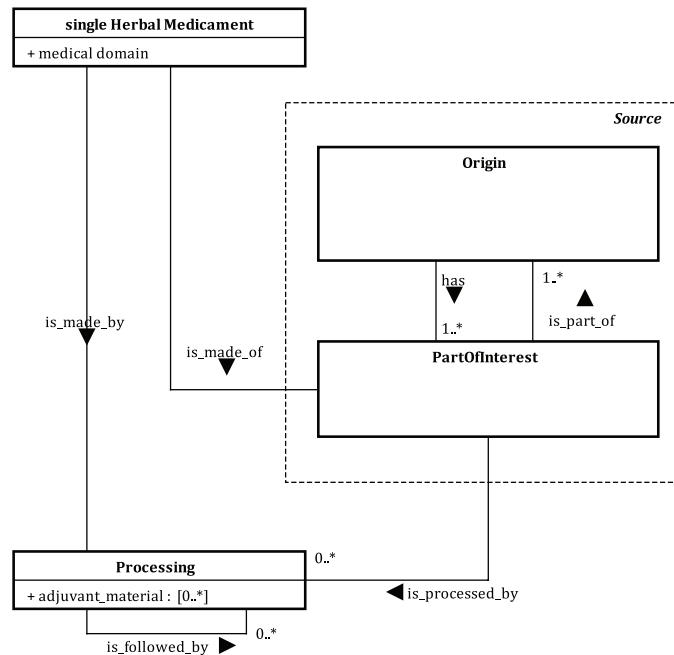 single Herbal Medicament
+ medical domain
Source
Origin
has
1..*
is_part_of
is_made_by
1..*
is_made_of
PartOfInterest
Processing
0..*
+ adjuvant_material : [0..*]
is_processed_by
0..*
is_followed_by